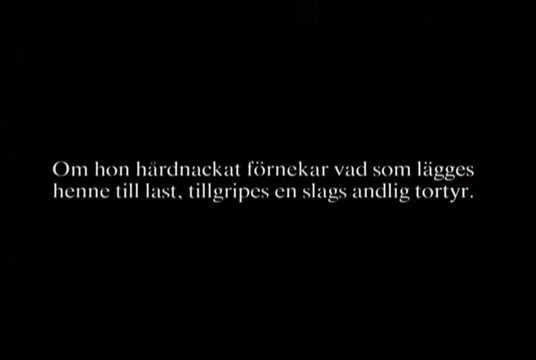 Om hon hårdnackat förnekar vad som lägges
henne till last, tillgripes en slags andlig tortyr.